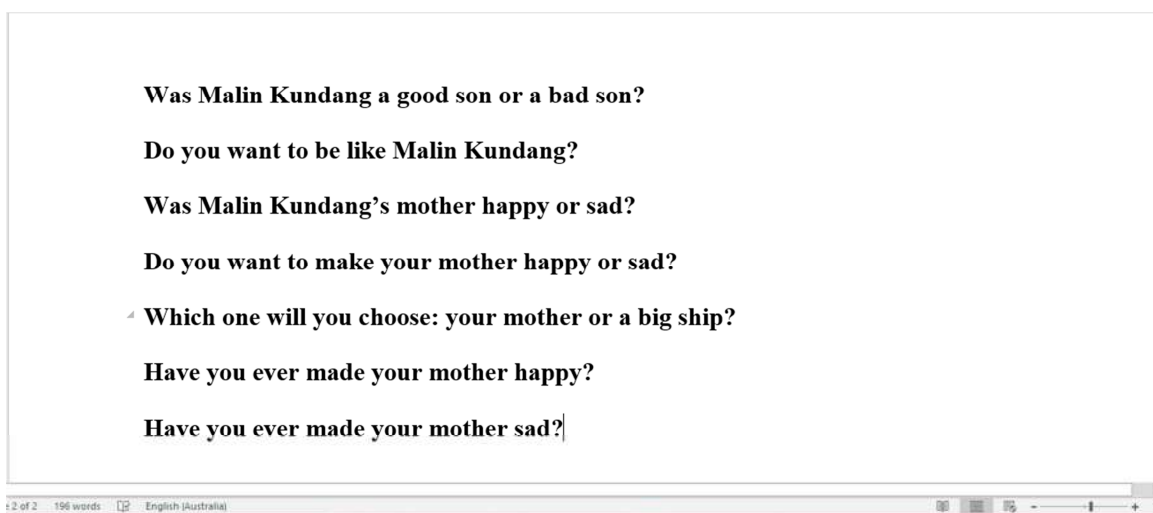 Was Malin Kundang a good son or a bad son?
Do you want to be like Malin Kundang?
Was Malin Kundang’s mother happy or sad?
Do you want to make your mother happy or sad?
Which one will you choose: your mother or a big ship?
Have you ever made your mother happy?
Have you ever made your mother sad?
2 of 2 196 words English (Australia)